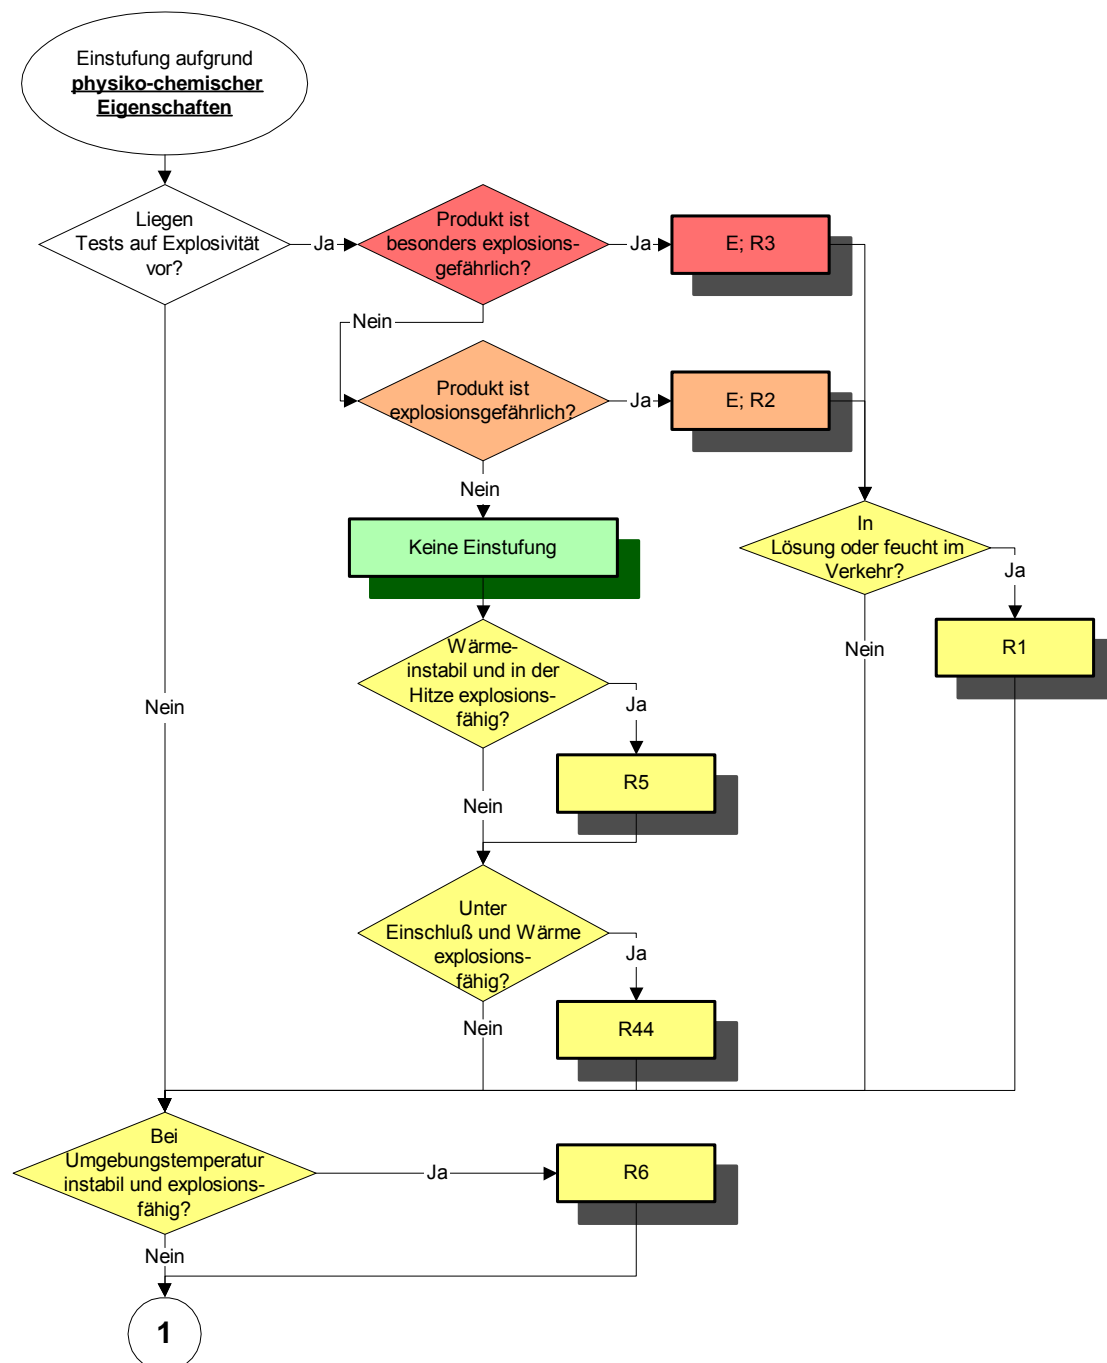 Einstufung aufgrund
physiko-chemischer
Eigenschaften
Liegen
Tests auf Explosivität
vor?
Ja
Produkt ist
besonders explosions-
gefährlich?
Ja
E; R3
Nein
Produkt ist
explosionsgefährlich?
Ja
E; R2
Nein
Keine Einstufung
In
Lösung oder feucht im
Verkehr?
Ja
R1
Nein
Wärme-
instabil und in der
Hitze explosions-
fähig?
Ja
R5
Nein
Nein
Unter
Einschluß und Wärme
explosions-
fähig?
Ja
R44
Nein
Bei
Umgebungstemperatur
instabil und explosions-
fähig?
Ja
R6
Nein
1